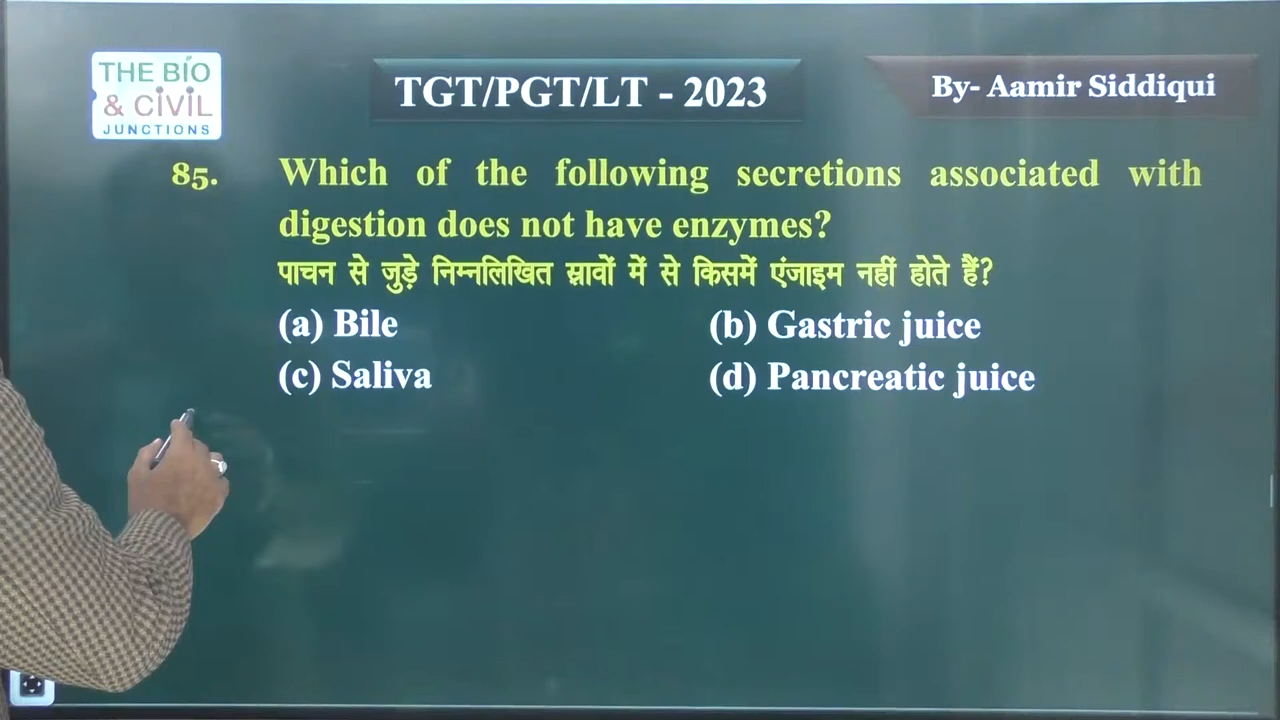 THE BIO
& CIVIL
JUNCTIONS
TGT/PGT/LT - 2023
By- Aamir Siddiqui
85. Which of the following secretions associated with
digestion does not have enzymes?
पाचन से जुड़े निम्नलिखित स्रावों में से किसमें एंजाइम नहीं होते हैं?
(a) Bile (b) Gastric juice
(c) Saliva (d) Pancreatic juice